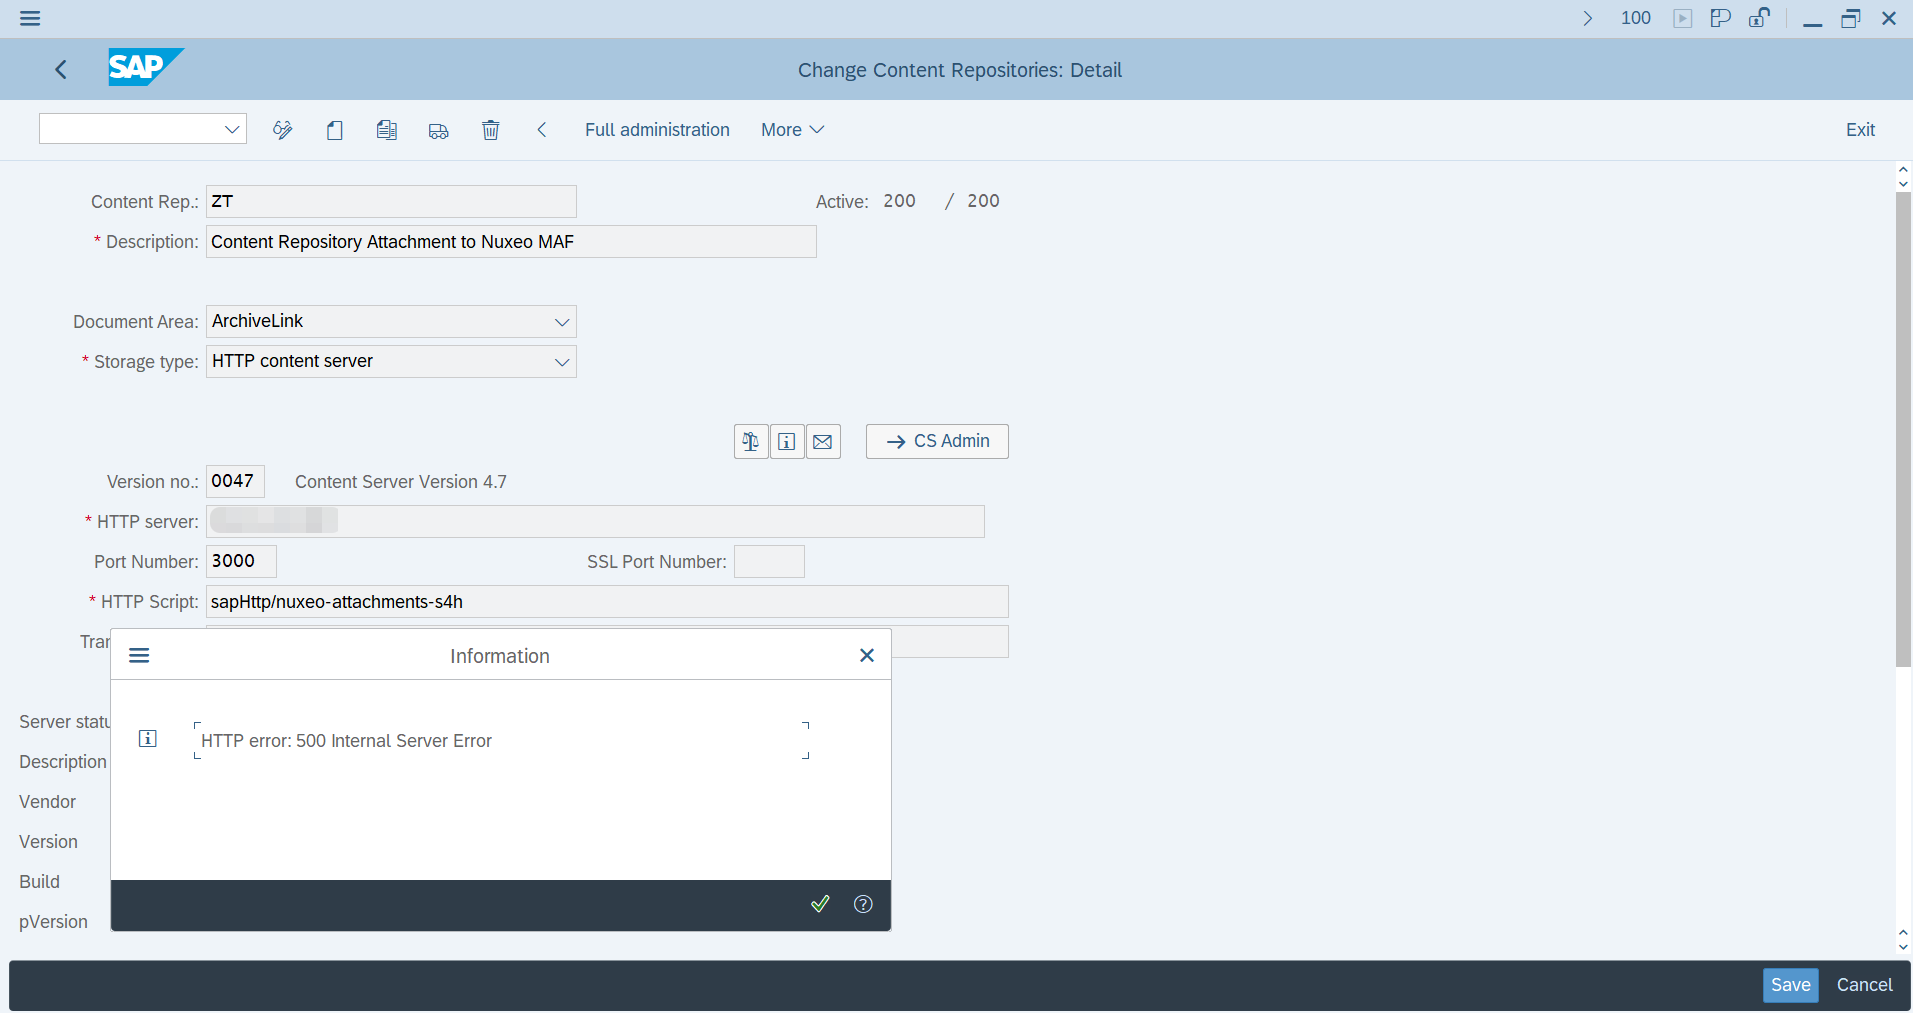 100
SAP
Change Content Repositories: Detail
Full administration More Exit
Content Rep.: ZT Active: 200 / 200
* Description: Content Repository Attachment to Nuxeo MAF
Document Area: ArchiveLink
* Storage type: HTTP content server
CS Admin
Version no.: 0047 Content Server Version 4.7
* HTTP server:
Port Number: 3000 SSL Port Number:
* HTTP Script: sapHttp/nuxeo-attachments-s4h
Tran
Information
Server statu
HTTP error: 500 Internal Server Error
Description
Vendor
Version
Build
pVersion
Save Cancel